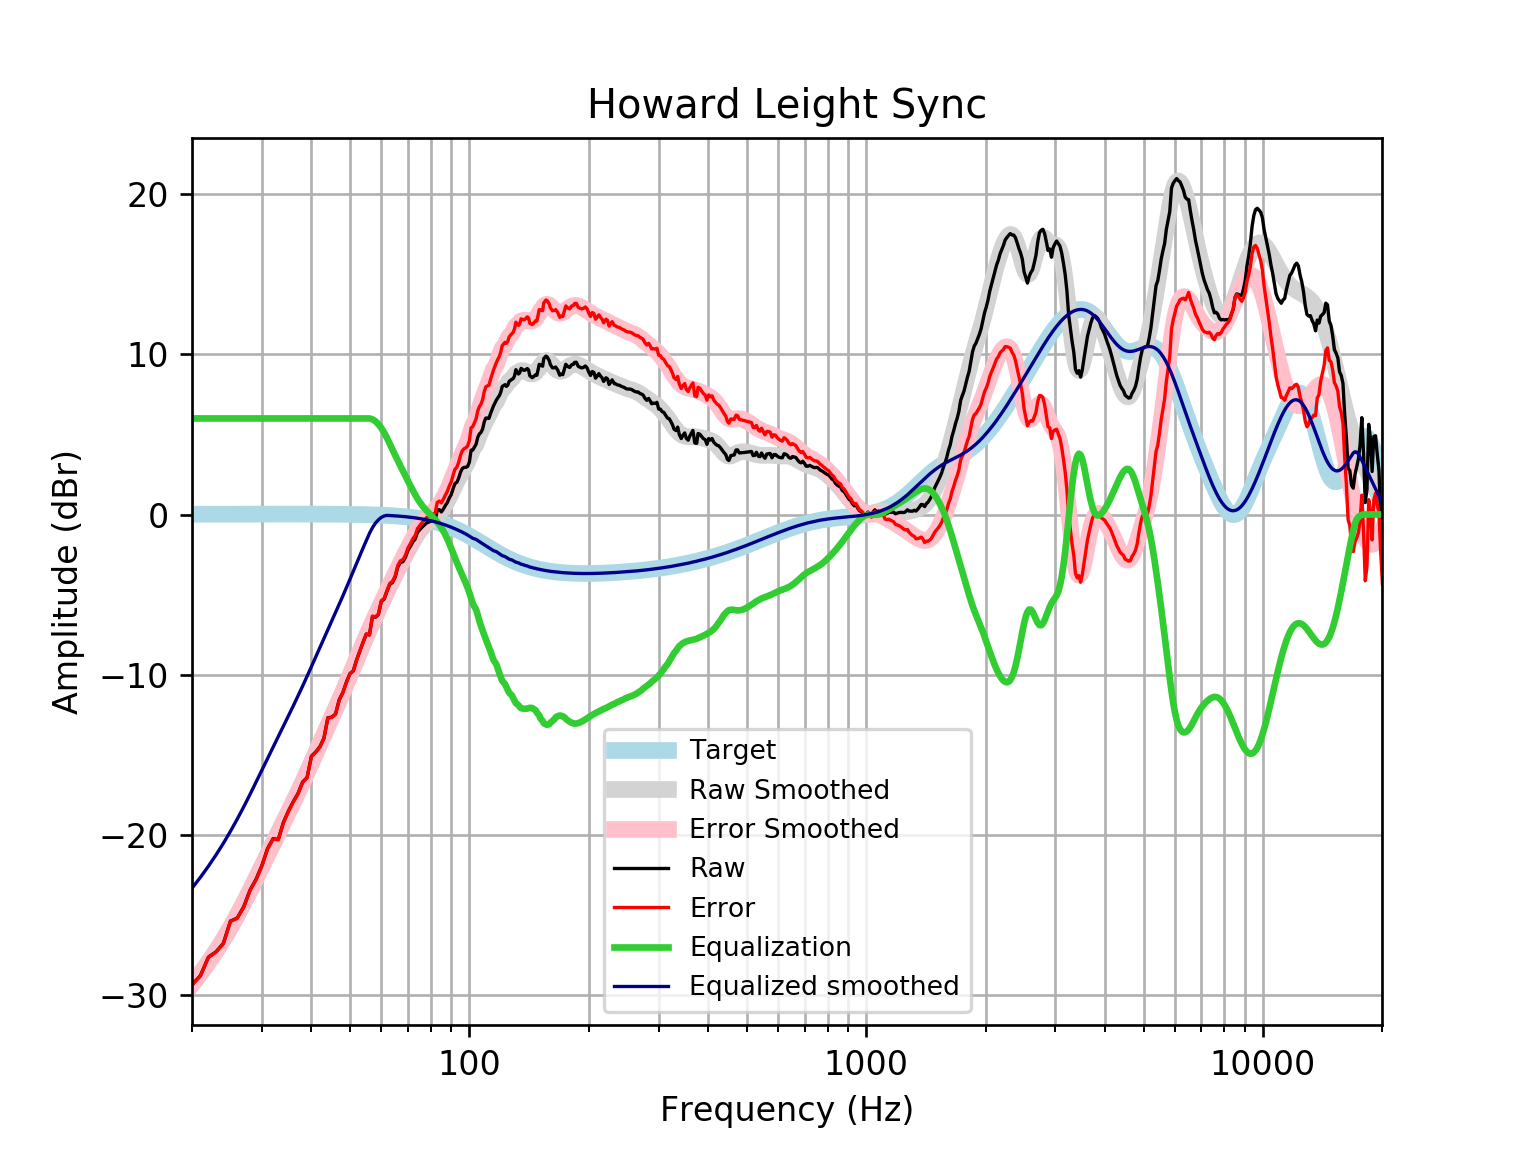 Howard Leight Sync
20
10
0
−10
−20
−30
Amplitude (dBr)
Target
Raw Smoothed
Error Smoothed
Raw
Error
Equalization
Equalized smoothed
100
1000
10000
Frequency (Hz)